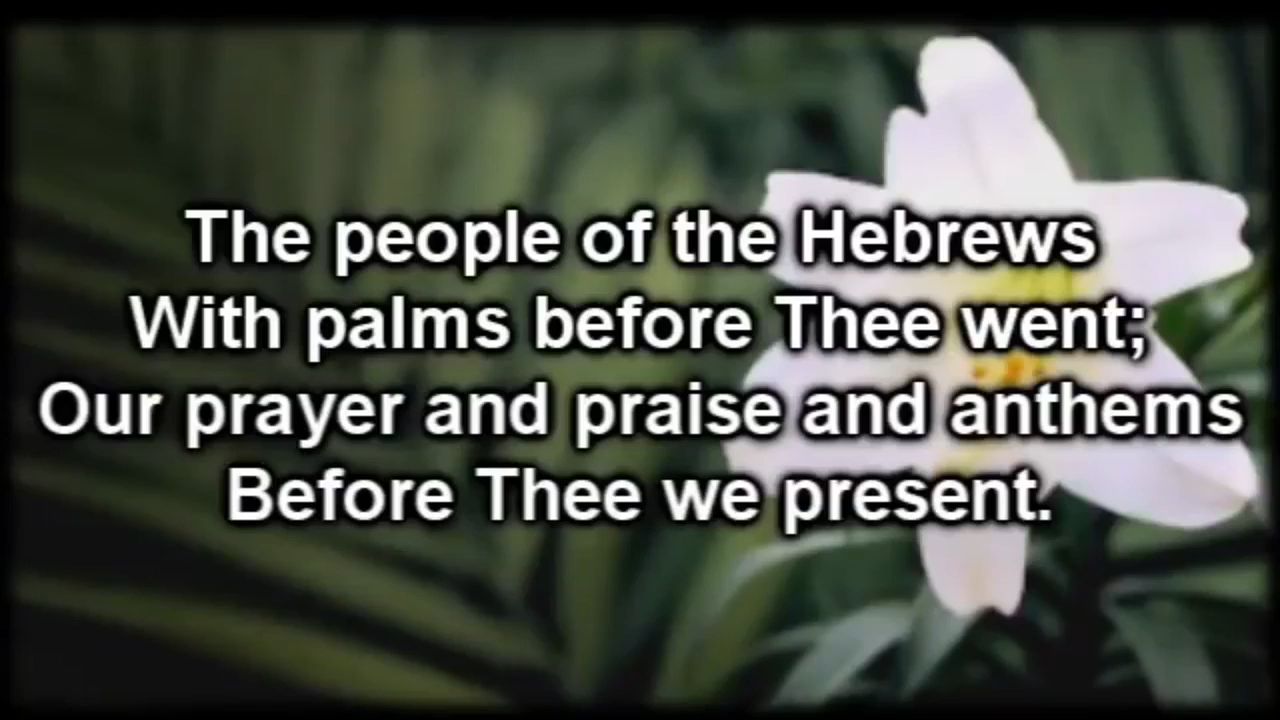 The people of the Hebrews
With palms before Thee went;
Our prayer and praise and anthems
Before Thee we present.